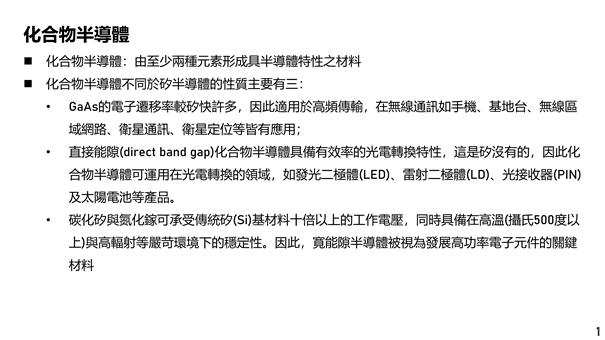 化合物半導體
■ 化合物半導體：由至少兩種元素形成具半導體特性之材料
■ 化合物半導體不同於矽半導體的性質主要有三：
• GaAs的電子遷移率較矽快許多，因此適用於高頻傳輸，在無線通訊如手機、基地台、無線區
域網路、衛星通訊、衛星定位等皆有應用；
• 直接能隙(direct band gap)化合物半導體具備有效率的光電轉換特性，這是矽沒有的，因此化
合物半導體可運用在光電轉換的領域，如發光二極體(LED)、雷射二極體(LD)、光接收器(PIN)
及太陽電池等產品。
• 碳化矽與氮化鎵可承受傳統矽(Si)基材料十倍以上的工作電壓，同時具備在高溫(攝氏500度以
上)與高輻射等嚴苛環境下的穩定性。因此，寬能隙半導體被視為發展高功率電子元件的關鍵
材料
1